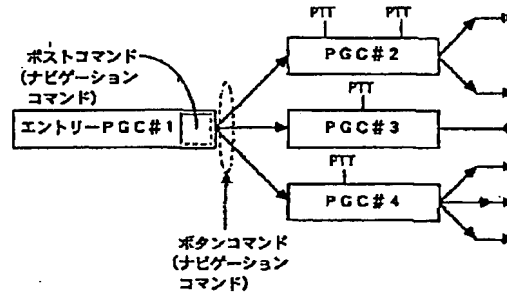 PTT PTT
PGC#2
ポストコマンド
(ナビゲーション
コマンド)
PTT
エントリーPGC#1
PGC#3
PTT
PGC#4
ボタンコマンド
(ナビゲーション
コマンド)